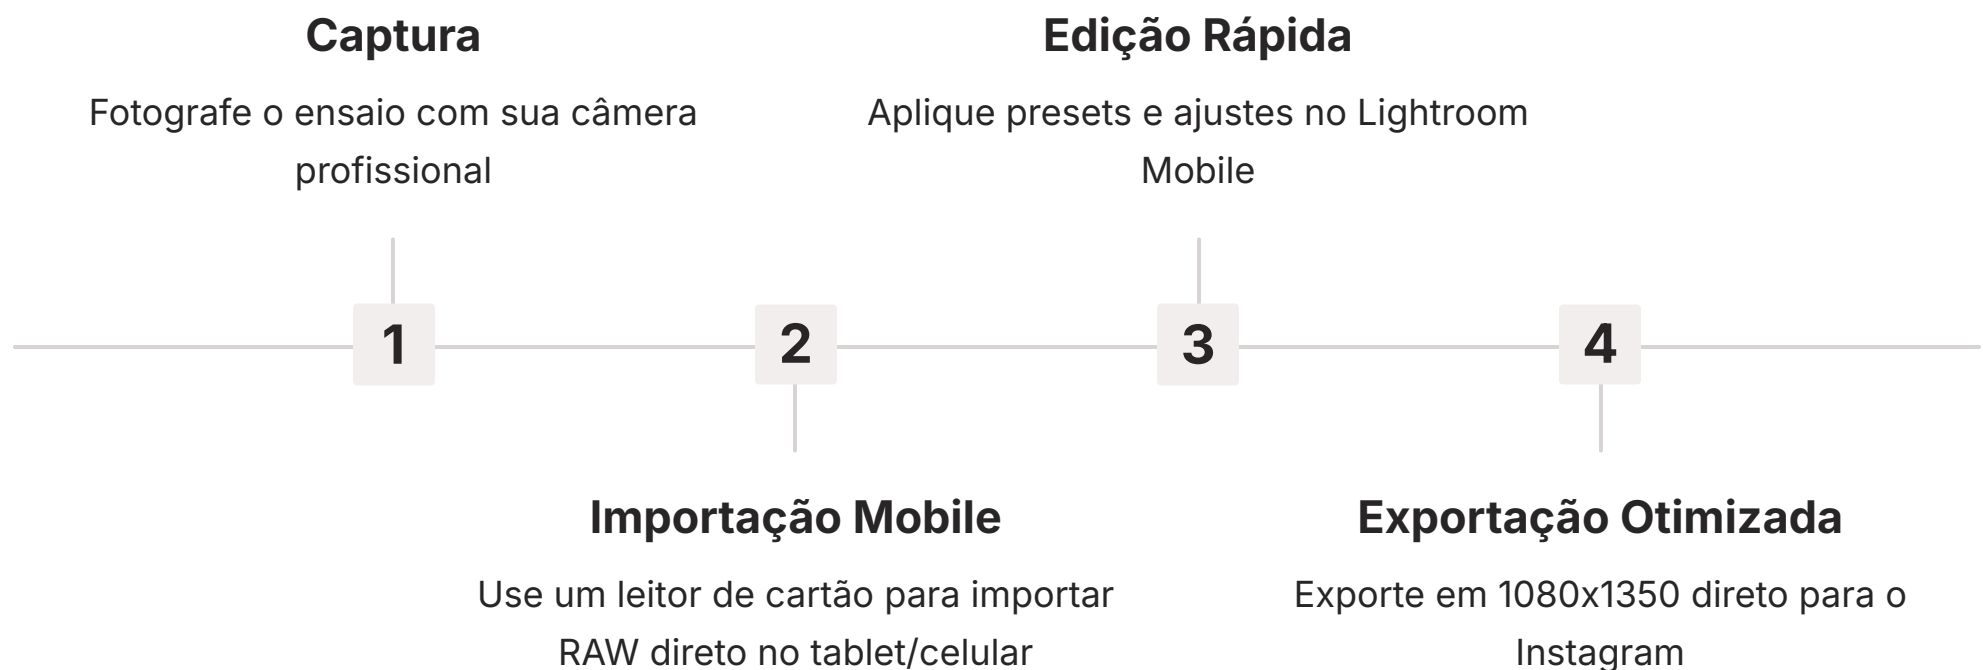 Captura
Fotografe o ensaio com sua câmera
profissional
Edição Rápida
Aplique presets e ajustes no Lightroom
Mobile
1
2
3
4
Importação Mobile
Use um leitor de cartão para importar
RAW direto no tablet/celular
Exportação Otimizada
Exporte em 1080x1350 direto para o
Instagram